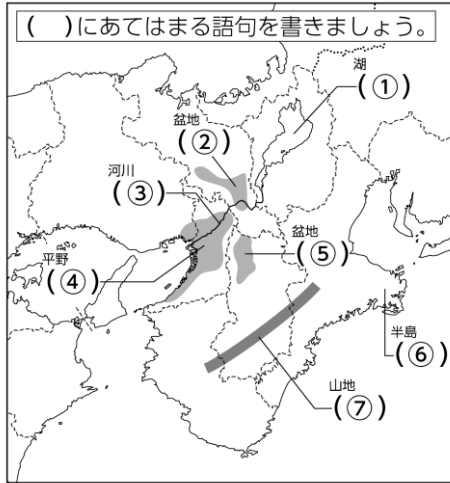 ( )にあてはまる語句を書きましょう。
湖
(①)
盆地
(②)
河川
(③)
盆地
(⑤)
平野
(④)
半島
(⑥)
山地
(⑦)